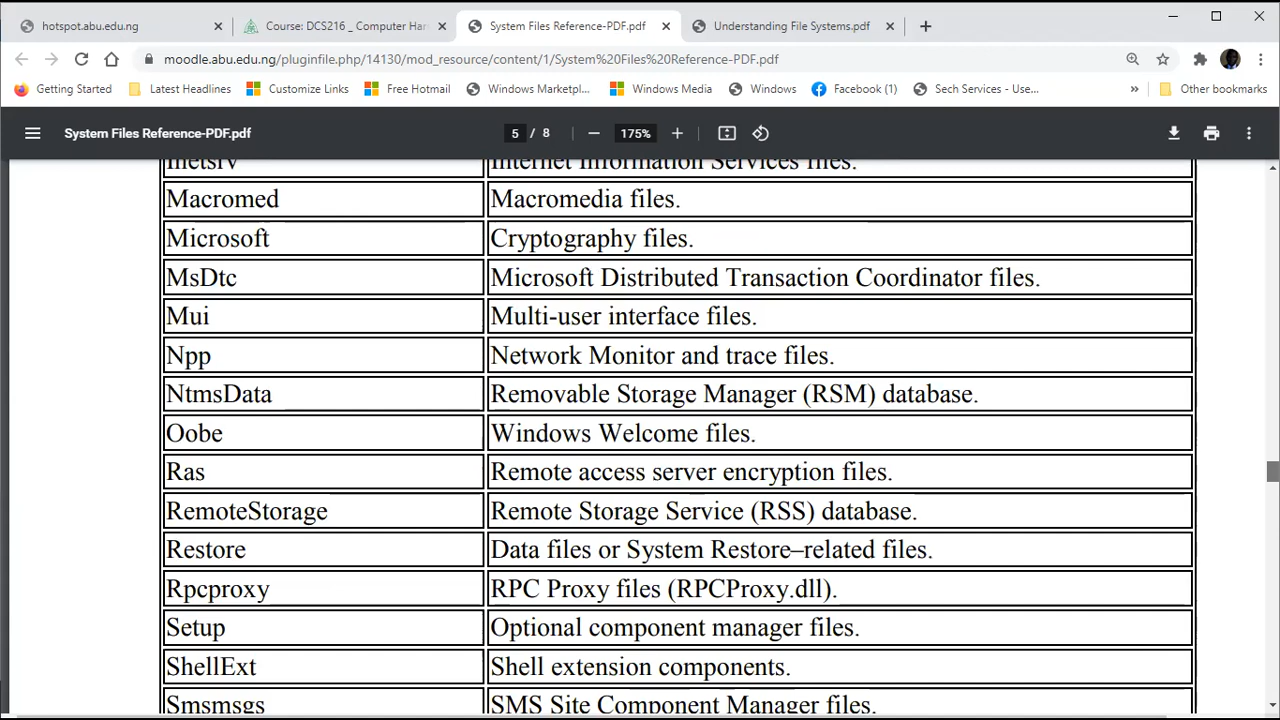 hotspot.abu.edu.ng
Course: DCS216 _ Computer Har
System Files Reference-PDF.pdf
Understanding File Systems.pdf
moodle.abu.edu.ng/pluginfile.php/14130/mod_resource/content/1/System%20Files%20Reference-PDF.pdf
Getting Started
Latest Headlines
Customize Links
Free Hotmail
Windows Marketpl...
Windows Media
Windows
Facebook (1)
Sech Services - Use...
Other bookmarks
System Files Reference-PDF.pdf
5 / 8
175%
Inetsrv Internet Information Services files.
Macromed Macromedia files.
Microsoft Cryptography files.
MsDtc Microsoft Distributed Transaction Coordinator files.
Mui Multi-user interface files.
Npp Network Monitor and trace files.
NtmsData Removable Storage Manager (RSM) database.
Oobe Windows Welcome files.
Ras Remote access server encryption files.
RemoteStorage Remote Storage Service (RSS) database.
Restore Data files or System Restore–related files.
Rpcproxy RPC Proxy files (RPCProxy.dll).
Setup Optional component manager files.
ShellExt Shell extension components.
Smsmsgs SMS Site Component Manager files.